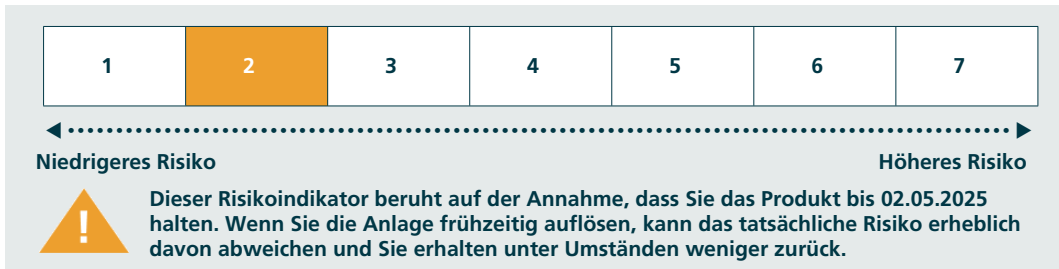 1 2 3 4 5 6 7
Niedrigeres Risiko Höheres Risiko
! Dieser Risikoindikator beruht auf der Annahme, dass Sie das Produkt bis 02.05.2025
halten. Wenn Sie die Anlage frühzeitig auflösen, kann das tatsächliche Risiko erheblich
davon abweichen und Sie erhalten unter Umständen weniger zurück.